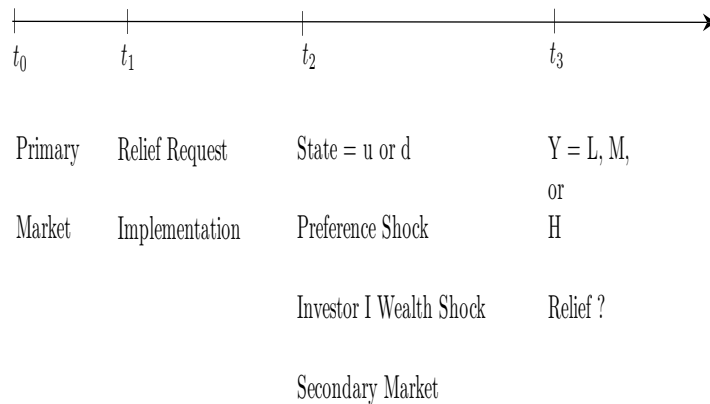 t0 t1 t2 t3
Primary Relief Request State = u or d Y = L, M,
or
Market Implementation Preference Shock H
Investor I Wealth Shock Relief ?
Secondary Market